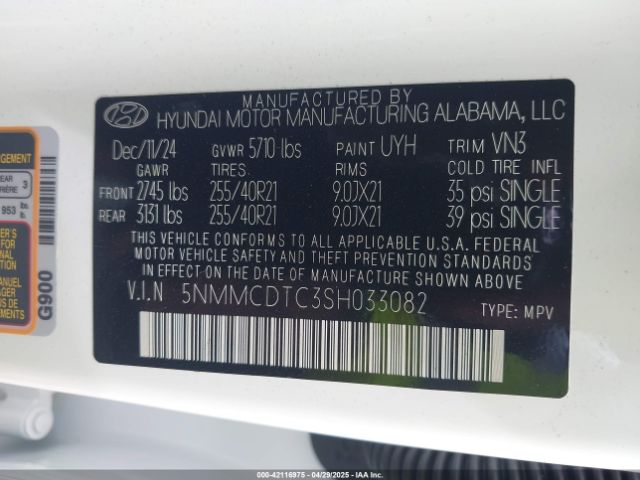 MANUFACTURED BY
HYUNDAI MOTOR MANUFACTURING ALABAMA, LLC
Dec/11/24 GVWR 5710 lbs PAINT UYH TRIM VN3
GAWR TIRES RIMS COLD TIRE INFL
FRONT 2745 lbs 255/40R21 9.0JX21 35 psi SINGLE
REAR 3131 lbs 255/40R21 9.0JX21 39 psi SINGLE
THIS VEHICLE CONFORMS TO ALL APPLICABLE U.S.A. FEDERAL
MOTOR VEHICLE SAFETY AND THEFT PREVENTION STANDARDS
IN EFFECT ON THE DATE OF MANUFACTURE SHOWN ABOVE.
V.I.N 5NMMCDTC3SH033082
TYPE: MPV
3
953
G900
000-42116975 - 04/29/2025 - IAA Inc.